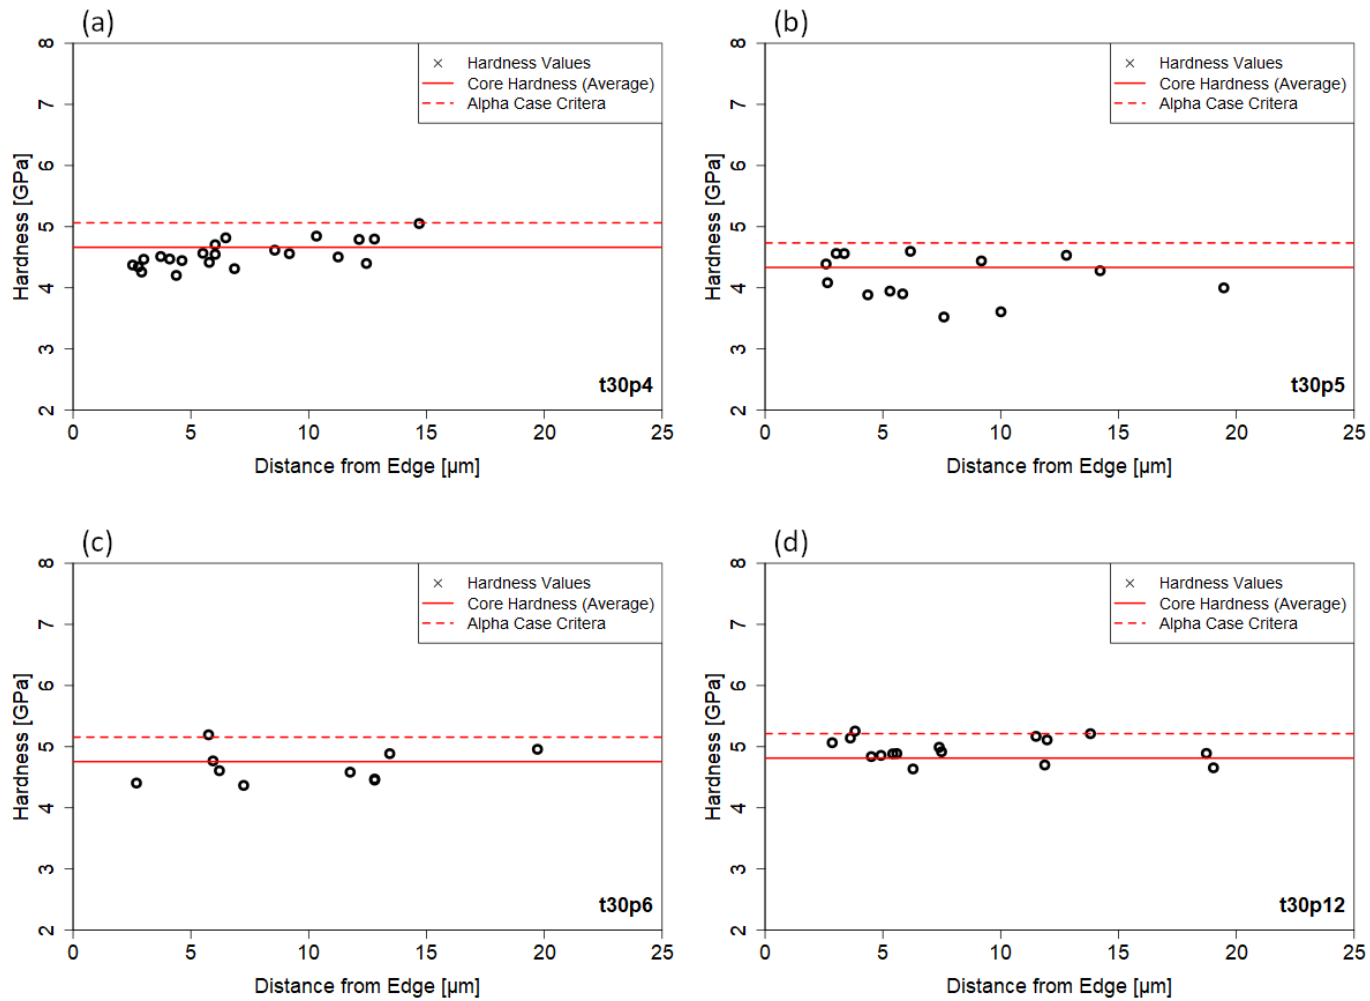 (a)
8
7
6
5
4
3
2
Hardness [GPa]
Hardness Values
Core Hardness (Average)
Alpha Case Critera
t30p4
0 5 10 15 20 25
Distance from Edge [µm]
(b)
8
7
6
5
4
3
2
Hardness [GPa]
Hardness Values
Core Hardness (Average)
Alpha Case Critera
t30p5
0 5 10 15 20 25
Distance from Edge [µm]
(c)
8
7
6
5
4
3
2
Hardness [GPa]
Hardness Values
Core Hardness (Average)
Alpha Case Critera
t30p6
0 5 10 15 20 25
Distance from Edge [µm]
(d)
8
7
6
5
4
3
2
Hardness [GPa]
Hardness Values
Core Hardness (Average)
Alpha Case Critera
t30p12
0 5 10 15 20 25
Distance from Edge [µm]